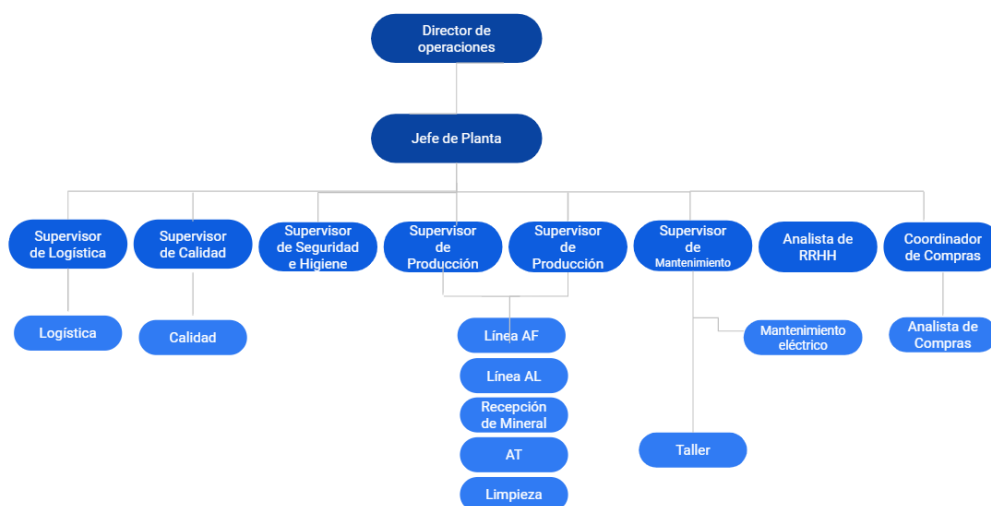 Director de
operaciones
Jefe de Planta
Supervisor
de Logística
Supervisor
de Calidad
Supervisor
de Seguridad
e Higiene
Supervisor
de
Producción
Supervisor
de
Producción
Supervisor
de
Mantenimiento
Analista de
RRHH
Coordinador
de Compras
Logística
Calidad
Línea AF
Mantenimiento
eléctrico
Analista de
Compras
Línea AL
Recepción
de Mineral
AT
Taller
Limpieza